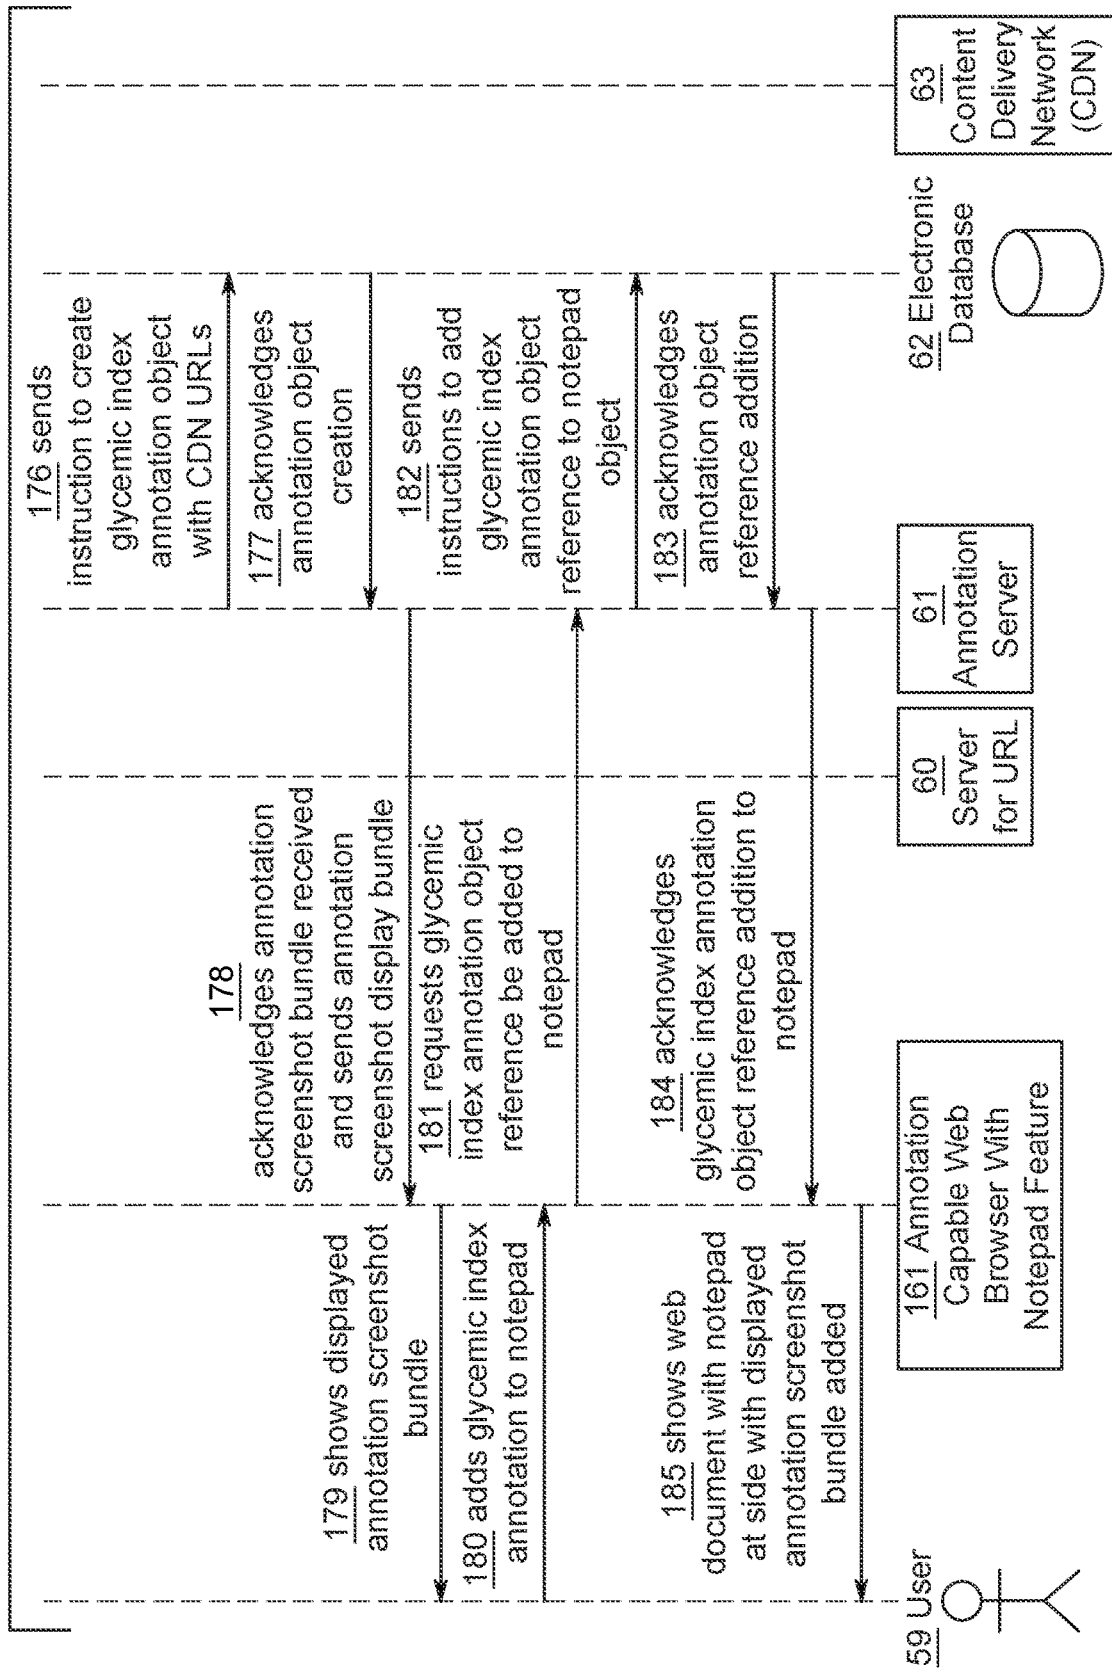 176 sends
instruction to create
glycemic index
annotation object
with CDN URLs
177 acknowledges
annotation object
creation
178
acknowledges annotation
screenshot bundle received
and sends annotation
screenshot display bundle
179 shows displayed
annotation screenshot
bundle
180 adds glycemic index
annotation to notepad
181 requests glycemic
index annotation object
reference be added to
notepad
182 sends
instructions to add
glycemic index
annotation object
reference to notepad
object
183 acknowledges
annotation object
reference addition
184 acknowledges
glycemic index annotation
object reference addition to
notepad
185 shows web
document with notepad
at side with displayed
annotation screenshot
bundle added
59 User
161 Annotation
Capable Web
Browser With
Notepad Feature
60
Server
for URL
61
Annotation
Server
62 Electronic
Database
63
Content
Delivery
Network
(CDN)